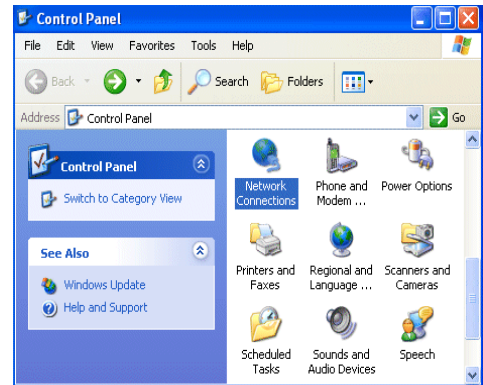 Control Panel
File Edit View Favorites Tools Help
Back Search Folders
Address Control Panel Go
Control Panel
Switch to Category View
See Also
Windows Update
Help and Support
Network Connections
Phone and Modem ...
Power Options
Printers and Faxes
Regional and Language ...
Scanners and Cameras
Scheduled Tasks
Sounds and Audio Devices
Speech